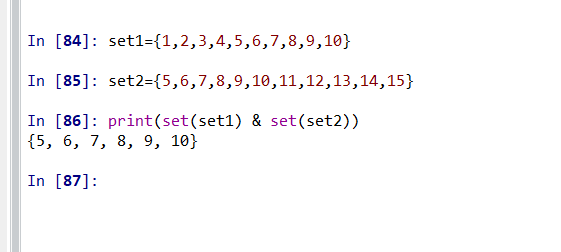 In [84]: set1={1,2,3,4,5,6,7,8,9,10}
In [85]: set2={5,6,7,8,9,10,11,12,13,14,15}
In [86]: print(set(set1) & set(set2))
{5, 6, 7, 8, 9, 10}
In [87]: